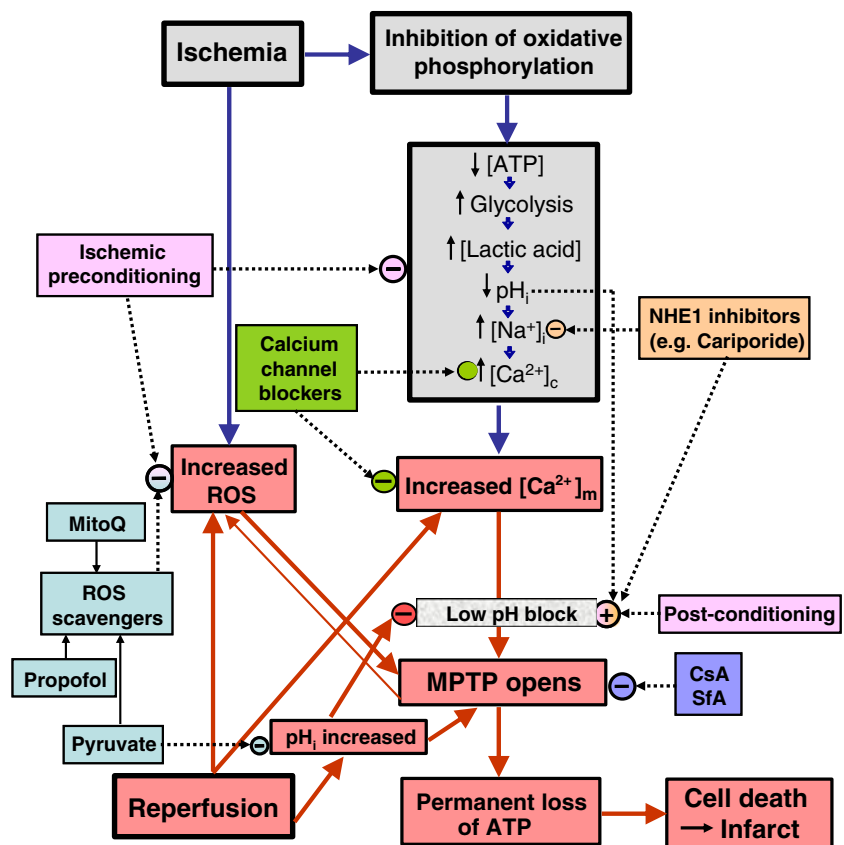 Ischemia
Inhibition of oxidative
phosphorylation
↓ [ATP]
↑ Glycolysis
↑ [Lactic acid]
↓ pHi
↑ [Na+]i −
↑ [Ca2+]c
Ischemic
preconditioning
−
NHE1 inhibitors
(e.g. Cariporide)
Calcium
channel
blockers
Increased
ROS
−
Increased [Ca2+]m
−
MitoQ
ROS
scavengers
Propofol
Pyruvate
−
Low pH block
+
Post-conditioning
MPTP opens
−
CsA
SfA
−
pHi increased
Reperfusion
Permanent loss
of ATP
Cell death
→ Infarct